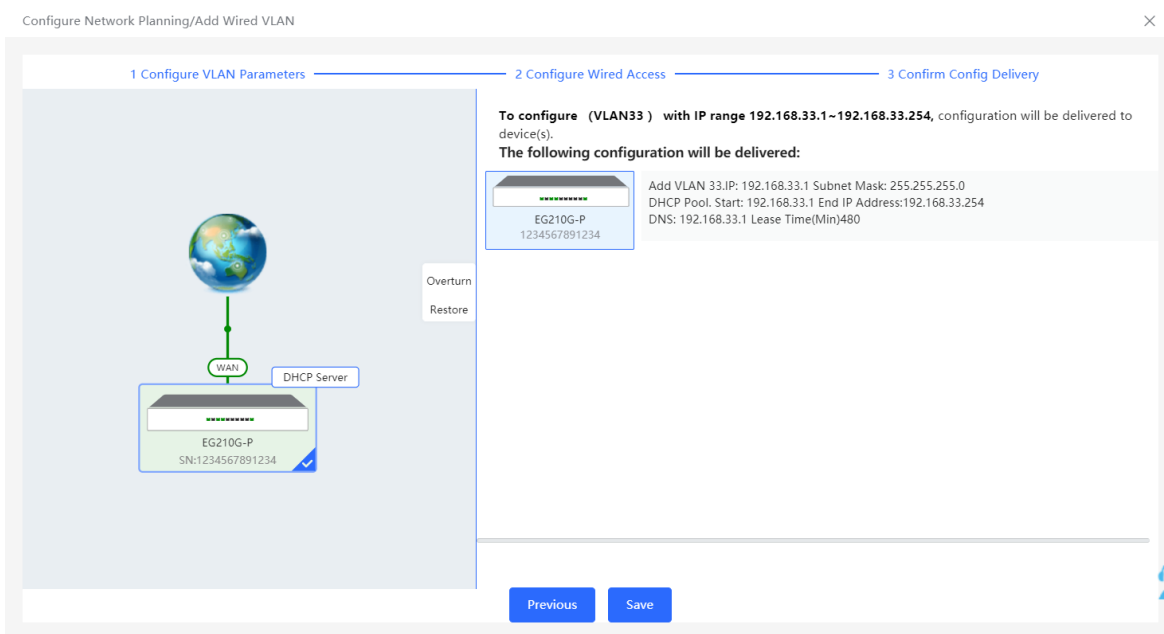 Configure Network Planning/Add Wired VLAN
1 Configure VLAN Parameters
2 Configure Wired Access
3 Confirm Config Delivery
To configure （VLAN33 ） with IP range 192.168.33.1~192.168.33.254, configuration will be delivered to
device(s).
The following configuration will be delivered:
EG210G-P
1234567891234
Add VLAN 33.IP: 192.168.33.1 Subnet Mask: 255.255.255.0
DHCP Pool. Start: 192.168.33.1 End IP Address:192.168.33.254
DNS: 192.168.33.1 Lease Time(Min)480
Overturn
Restore
WAN
DHCP Server
EG210G-P
SN:1234567891234
Previous
Save